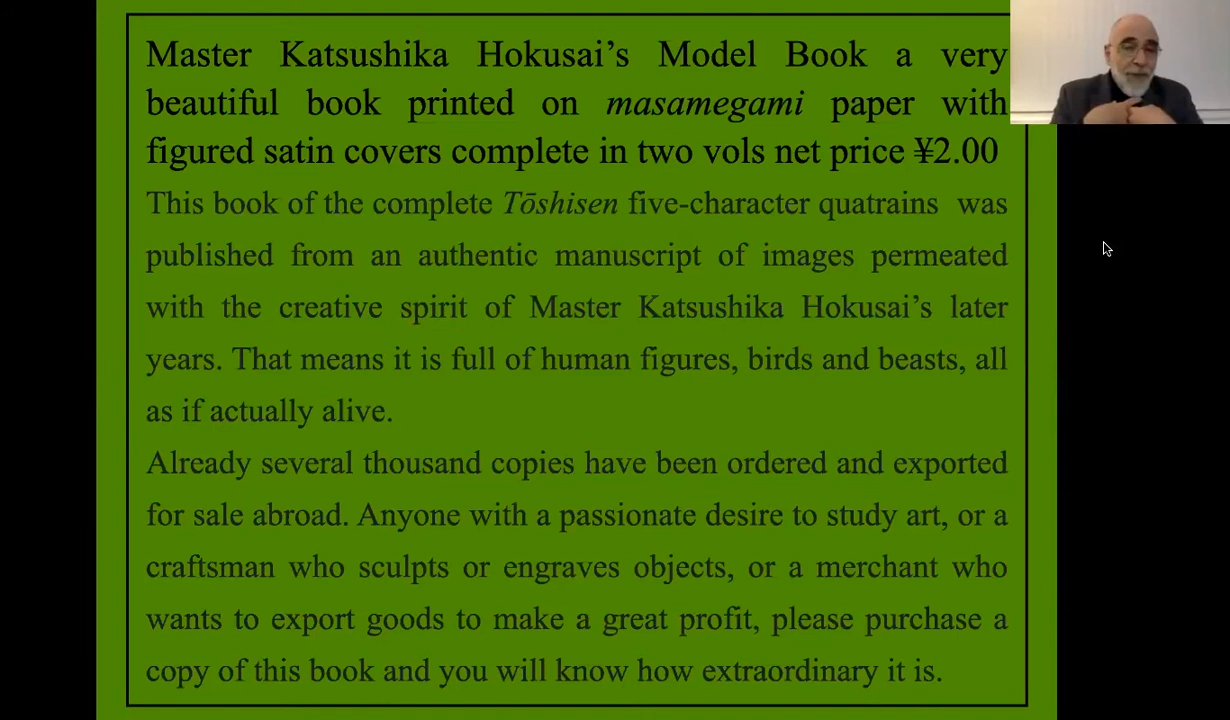 Master Katsushika Hokusai’s Model Book a very
beautiful book printed on masamegami paper with
figured satin covers complete in two vols net price ¥2.00
This book of the complete Tōshisen five-character quatrains was
published from an authentic manuscript of images permeated
with the creative spirit of Master Katsushika Hokusai’s later
years. That means it is full of human figures, birds and beasts, all
as if actually alive.
Already several thousand copies have been ordered and exported
for sale abroad. Anyone with a passionate desire to study art, or a
craftsman who sculpts or engraves objects, or a merchant who
wants to export goods to make a great profit, please purchase a
copy of this book and you will know how extraordinary it is.